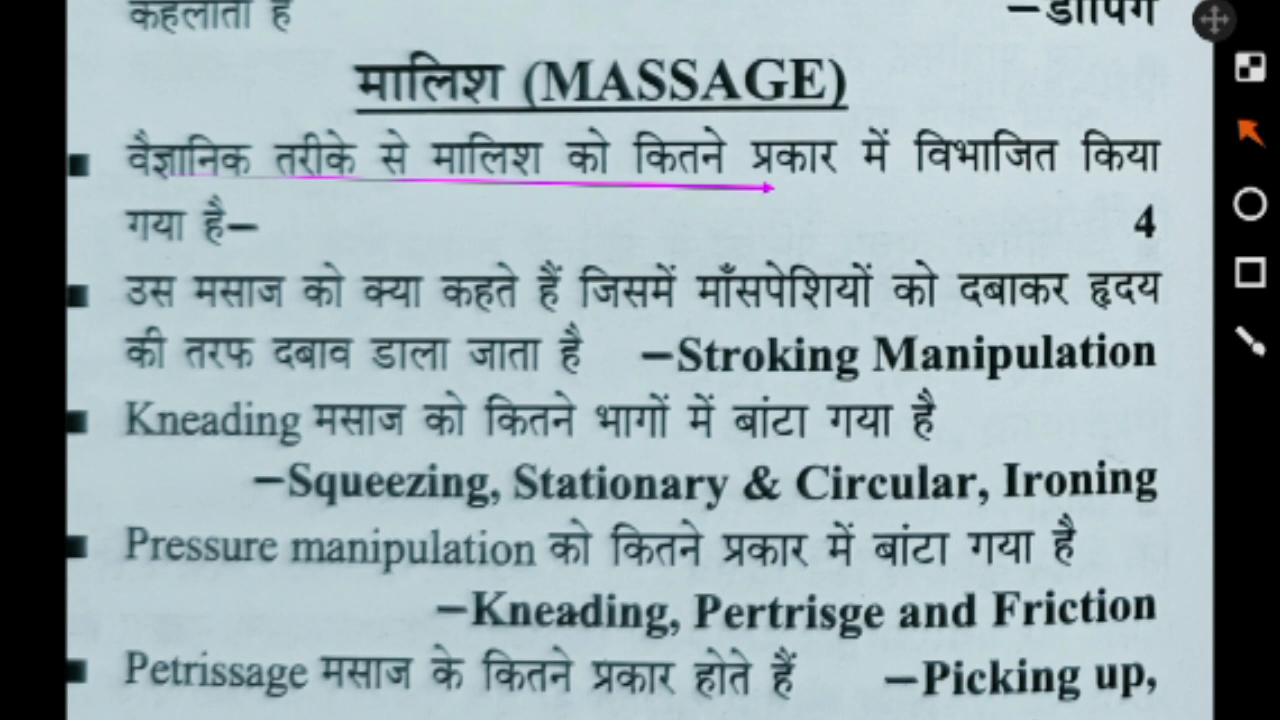 कहलाता है –डोपिंग
मालिश (MASSAGE)
वैज्ञानिक तरीके से मालिश को कितने प्रकार में विभाजित किया
गया है– 4
उस मसाज को क्या कहते हैं जिसमें माँसपेशियों को दबाकर हृदय
की तरफ दबाव डाला जाता है –Stroking Manipulation
Kneading मसाज को कितने भागों में बांटा गया है
–Squeezing, Stationary & Circular, Ironing
Pressure manipulation को कितने प्रकार में बांटा गया है
–Kneading, Pertrisge and Friction
Petrissage मसाज के कितने प्रकार होते हैं –Picking up,